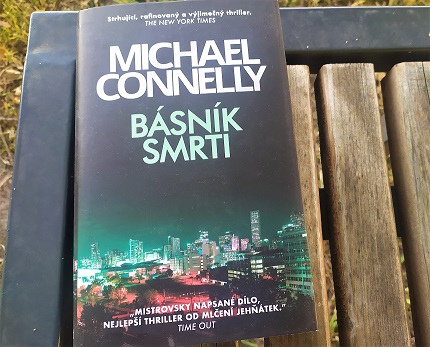 Strhující, rafinovaný a výjimečný thriller.
THE NEW YORK TIMES
MICHAEL
CONNELLY
BÁSNÍK
SMRTI
„MISTROVSKY NAPSANÉ DÍLO,
NEJLEPŠÍ THRILLER OD MLČENÍ JEHŇÁTEK.“
TIME OUT